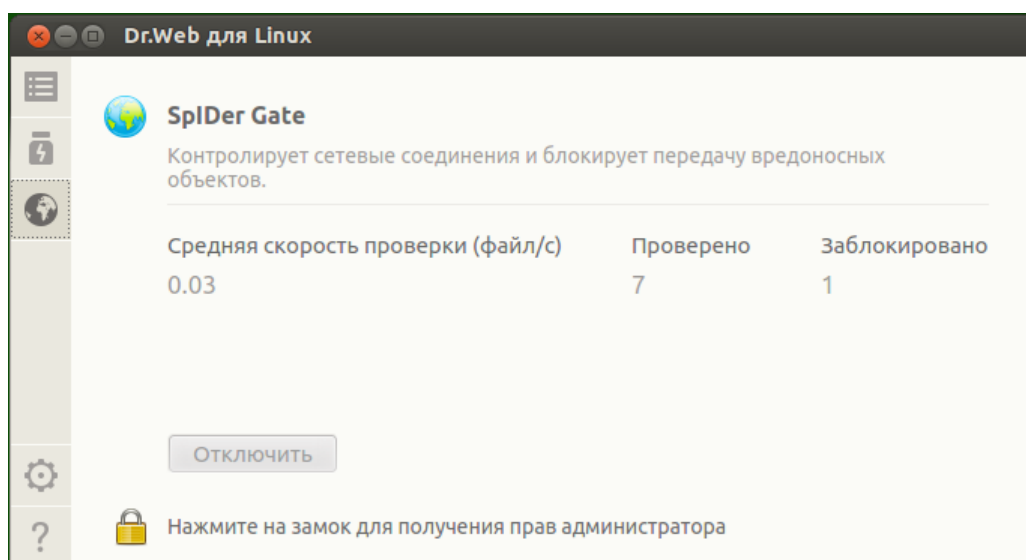 Dr.Web для Linux
SpIDer Gate
Контролирует сетевые соединения и блокирует передачу вредоносных
объектов.
Средняя скорость проверки (файл/с) Проверено Заблокировано
0.03 7 1
Отключить
Нажмите на замок для получения прав администратора